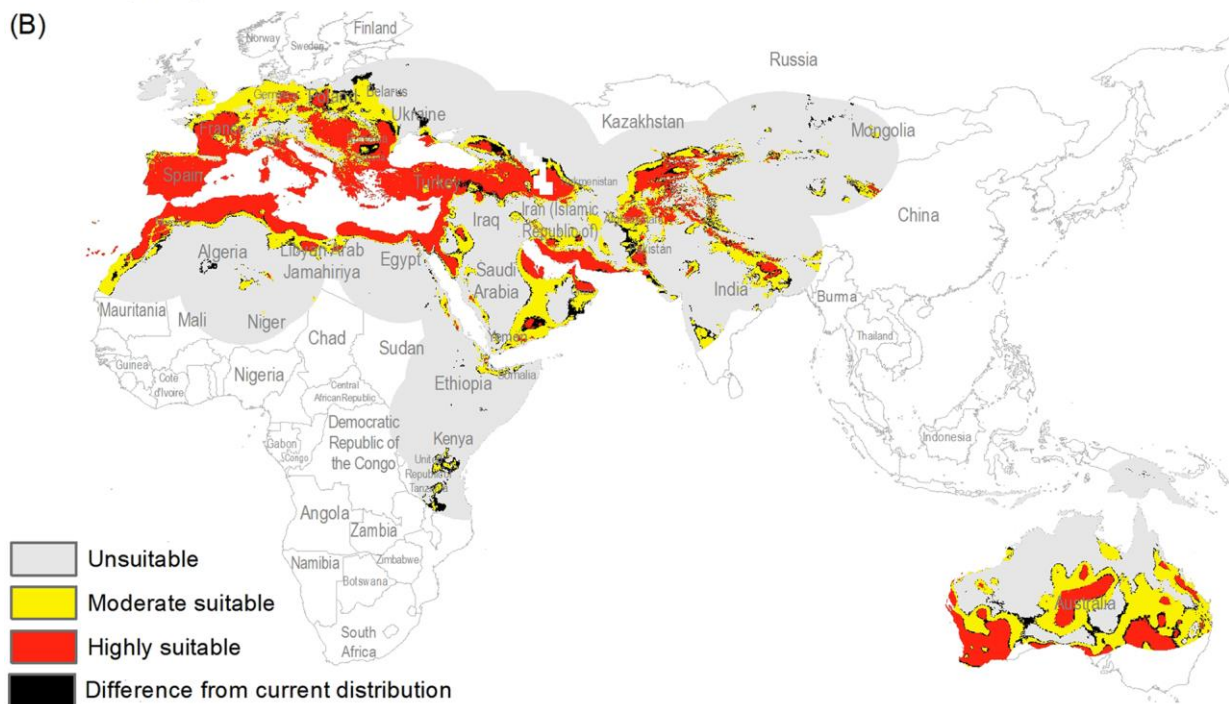 (B)
Finland
Norway
Sweden
Russia
Belarus
Ukraine
Kazakhstan
Mongolia
France
Spain
Turkey
China
Iraq
Iran (Islamic
Republic of)
Algeria
Libyan Arab
Jamahiriya
Egypt
Saudi
Arabia
India
Burma
Mauritania
Mali
Niger
Chad
Sudan
Yemen
Thailand
Guinea
Cote
d'Ivoire
Nigeria
Ethiopia
Somalia
Central
African Republic
Democratic
Republic of
the Congo
Kenya
Gabon
Congo
Indonesia
Angola
Zambia
Namibia
Zimbabwe
Botswana
South
Africa
Australia
Unsuitable
Moderate suitable
Highly suitable
Difference from current distribution